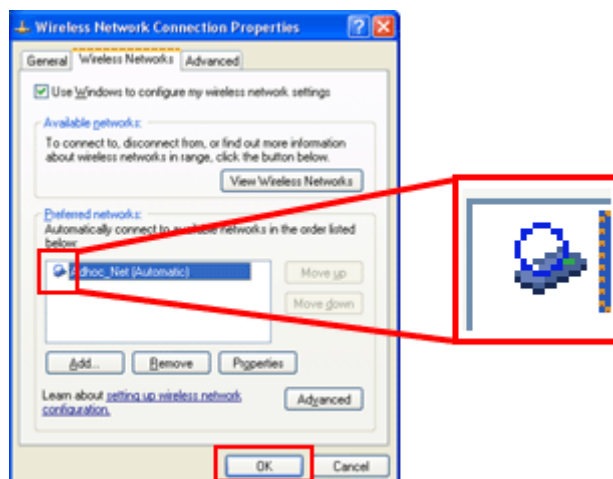 Wireless Network Connection Properties
General Wireless Networks Advanced
Use Windows to configure my wireless network settings
Available networks:
To connect to, disconnect from, or find out more information
about wireless networks in range, click the button below.
View Wireless Networks
Preferred networks:
Automatically connect to available networks in the order listed
below:
Adhoc_Net (Automatic)
Move up
Move down
Add... Remove Properties
Learn about setting up wireless network
configuration.
Advanced
OK Cancel